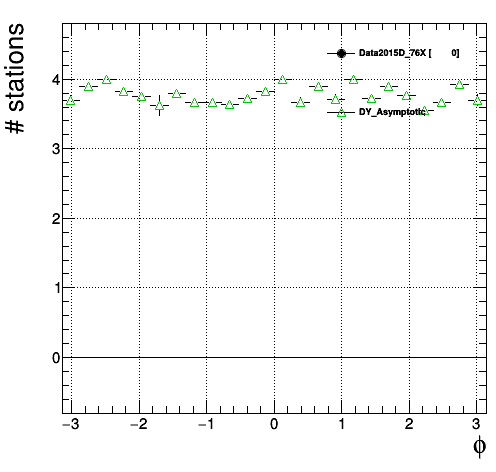 # stations
Data2015D_76X [ 0]
DY_Asymptotic
4
3
2
1
0
−3 −2 −1 0 1 2 3
ϕ